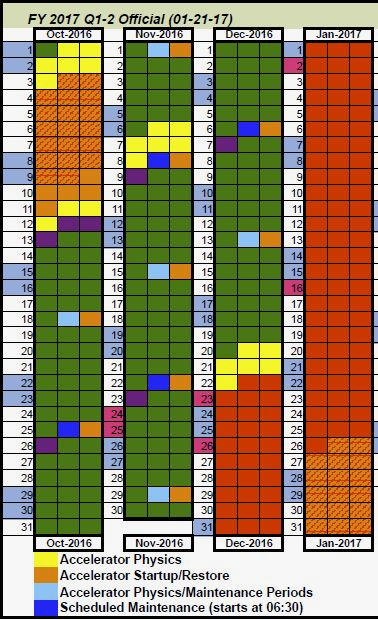 FY 2017 Q1-2 Official (01-21-17)
Oct-2016 Nov-2016 Dec-2016 Jan-2017
1 1 1 1
2 2 2 2
3 3 3 3
4 4 4 4
5 5 5 5
6 6 6 6
7 7 7 7
8 8 8 8
9 9 9 9
10 10 10 10
11 11 11 11
12 12 12 12
13 13 13 13
14 14 14 14
15 15 15 15
16 16 16 16
17 17 17 17
18 18 18 18
19 19 19 19
20 20 20 20
21 21 21 21
22 22 22 22
23 23 23 23
24 24 24 24
25 25 25 25
26 26 26 26
27 27 27 27
28 28 28 28
29 29 29 29
30 30 30 30
31 31 31
Oct-2016 Nov-2016 Dec-2016 Jan-2017
Accelerator Physics
Accelerator Startup/Restore
Accelerator Physics/Maintenance Periods
Scheduled Maintenance (starts at 06:30)